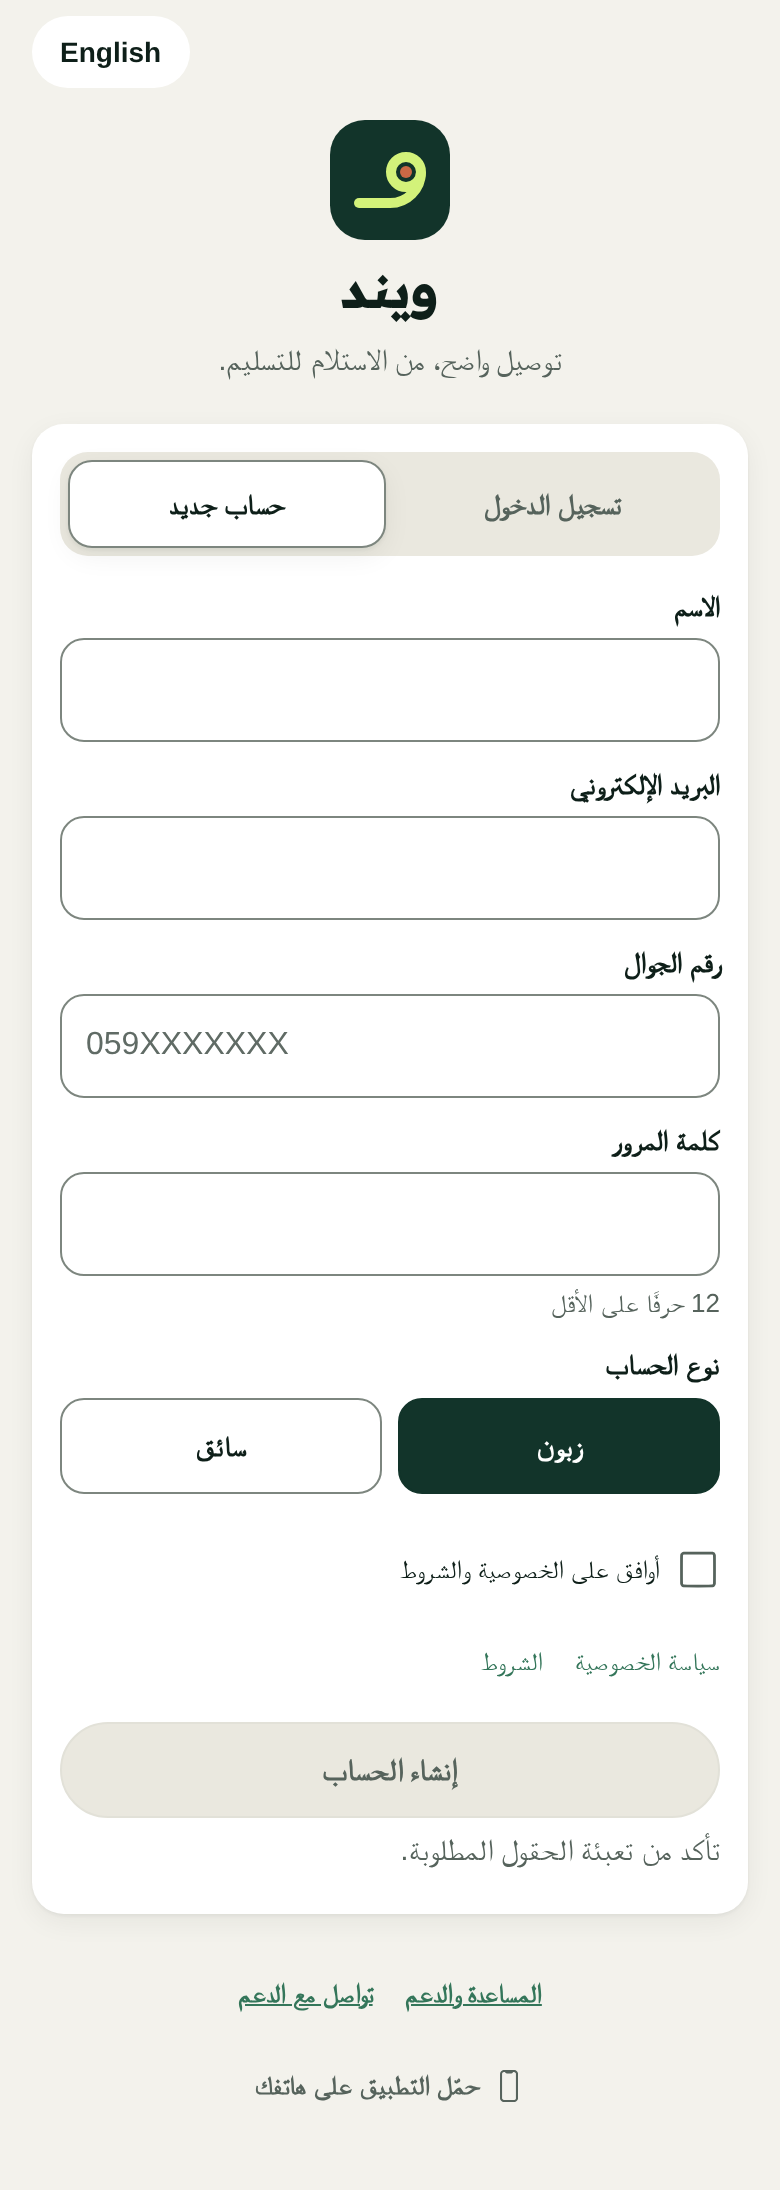 English
ويند
توصيل واضح، من الاستلام للتسليم.
تسجيل الدخول
حساب جديد
الاسم
البريد الإلكتروني
رقم الجوال
059XXXXXXX
كلمة المرور
12 حرفًا على الأقل
نوع الحساب
زبون
سائق
أوافق على الخصوصية والشروط
سياسة الخصوصية
الشروط
إنشاء الحساب
تأكد من تعبئة الحقول المطلوبة.
المساعدة والدعم
تواصل مع الدعم
حمّل التطبيق على هاتفك